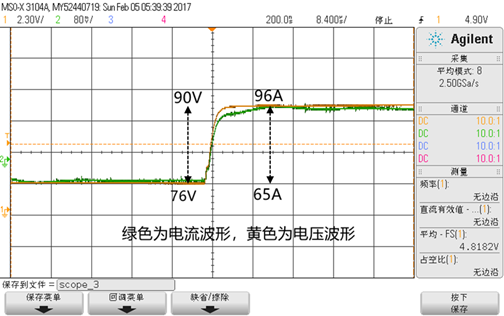 MSO-X 3104A, MY52440719: Sun Feb 05 05:39:39 2017
1 2.30V/ 2 80V/ 3 4 200.0% 8.400%/ 停止 1 4.90V
Agilent
采集
平均模式: 8
2.50GSa/s
通道
DC 10.0:1
DC 10.0:1
DC 10.0:1
DC 10.0:1
测量
频率(1):
无边沿
直流有效值 - ...(1):
无边沿
平均 - FS(1):
4.8182V
占空比(1):
无边沿
90V 96A
76V 65A
绿色为电流波形，黄色为电压波形
保存到文件 = scope_3
保存菜单
回调菜单
缺省/擦除
按下
保存